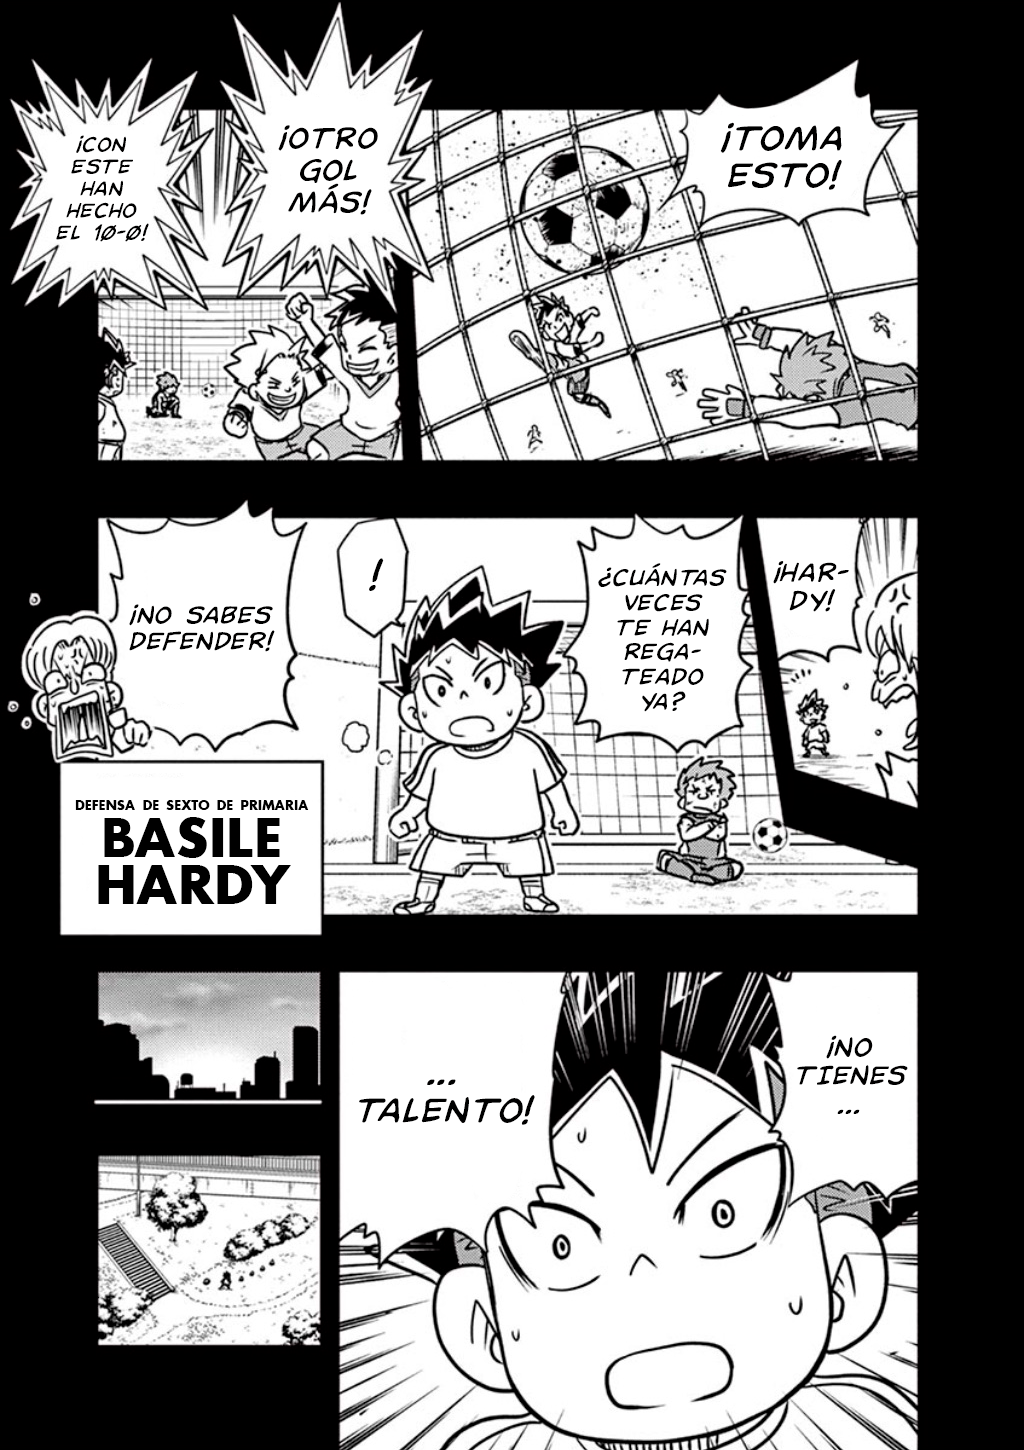 ¡TOMA
ESTO!
¡OTRO
GOL
MÁS!
¡CON
ESTE
HAN
HECHO
EL 10-0!
¡HAR-
DY!
¿CUÁNTAS
VECES
TE HAN
REGA-
TEADO
YA?
!
¡NO SABES
DEFENDER!
DEFENSA DE SEXTO DE PRIMARIA
BASILE
HARDY
¡NO
TIENES
...
...
TALENTO!